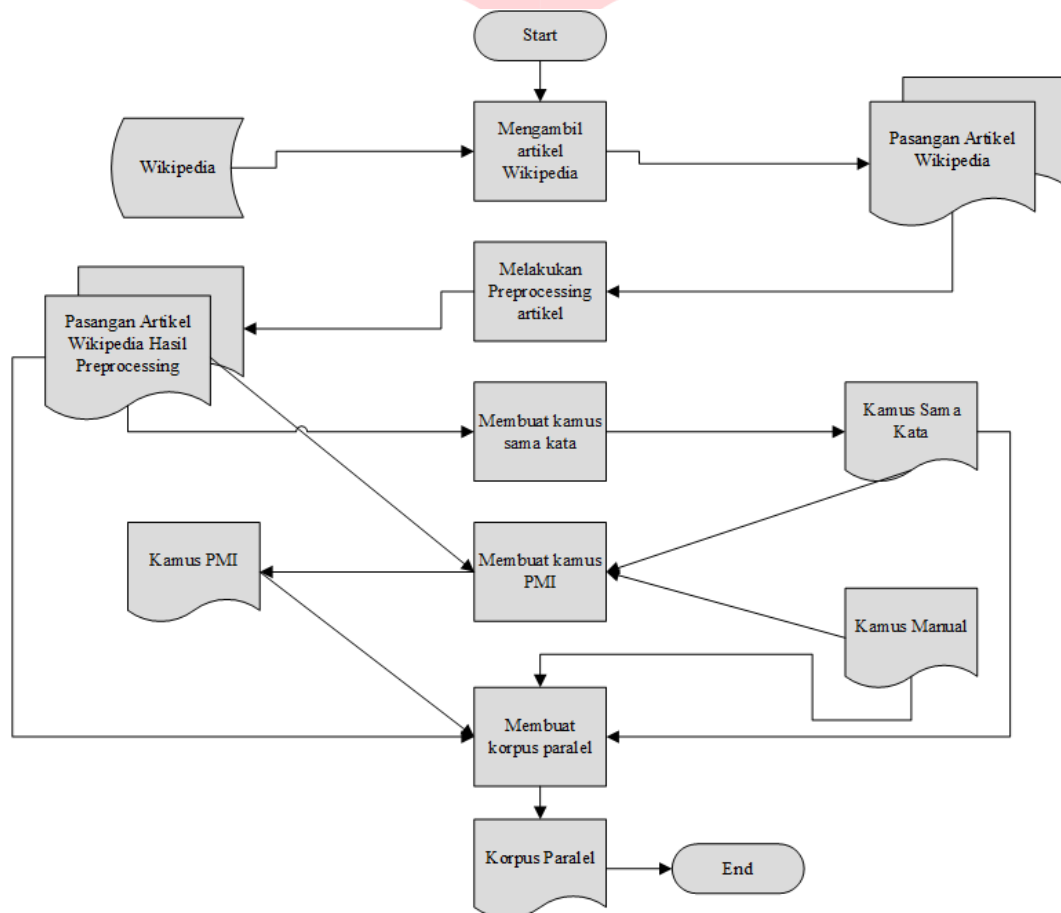 Start
Wikipedia
Mengambil
artikel
Wikipedia
Pasangan Artikel
Wikipedia
Melakukan
Preprocessing
artikel
Pasangan Artikel
Wikipedia Hasil
Preprocessing
Membuat kamus
sama kata
Kamus Sama
Kata
Kamus PMI
Membuat kamus
PMI
Kamus Manual
Membuat
korpus paralel
Korpus Paralel
End